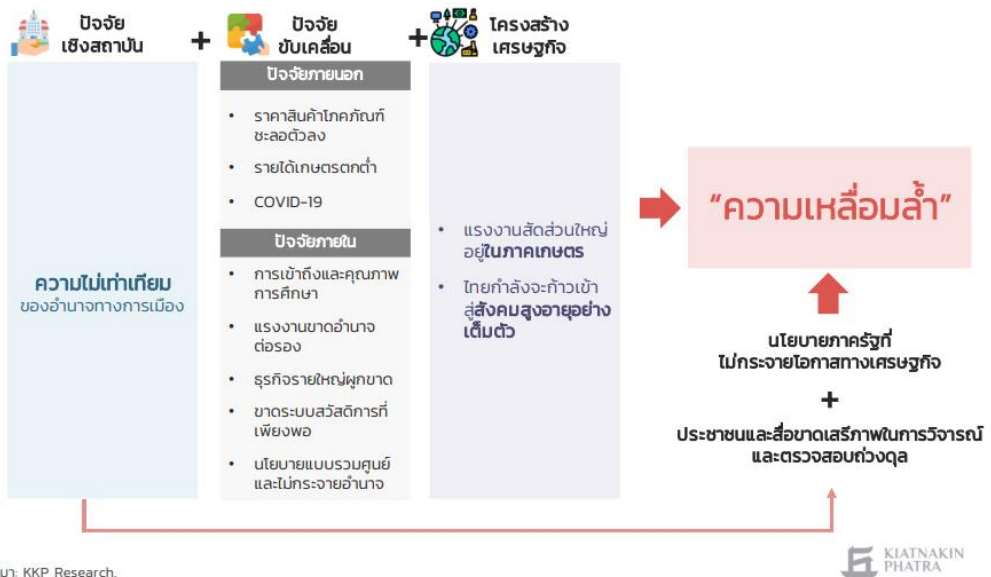 ปัจจัย
เชิงสถาบัน
+
ปัจจัย
ขับเคลื่อน
+
โครงสร้าง
เศรษฐกิจ
ความไม่เท่าเทียม
ของอำนาจทางการเมือง
ปัจจัยภายนอก
• ราคาสินค้าโภคภัณฑ์
ชะลอตัวลง
• รายได้เกษตรตกต่ำ
• COVID-19
ปัจจัยภายใน
• การเข้าถึงและคุณภาพ
การศึกษา
• แรงงานขาดอำนาจ
ต่อรอง
• ธุรกิจรายใหญ่ผูกขาด
• ขาดระบบสวัสดิการที่
เพียงพอ
• นโยบายแบบรวมศูนย์
และไม่กระจายอำนาจ
• แรงงานสัดส่วนใหญ่
อยู่ในภาคเกษตร
• ไทยกำลังจะก้าวเข้า
สู่สังคมสูงอายุอย่าง
เต็มตัว
"ความเหลื่อมล้ำ"
นโยบายภาครัฐที่
ไม่กระจายโอกาสทางเศรษฐกิจ
+
ประชาชนและสื่อขาดเสรีภาพในการวิจารณ์
และตรวจสอบถ่วงดุล
มา: KKP Research.
KIATNAKIN
PHATRA